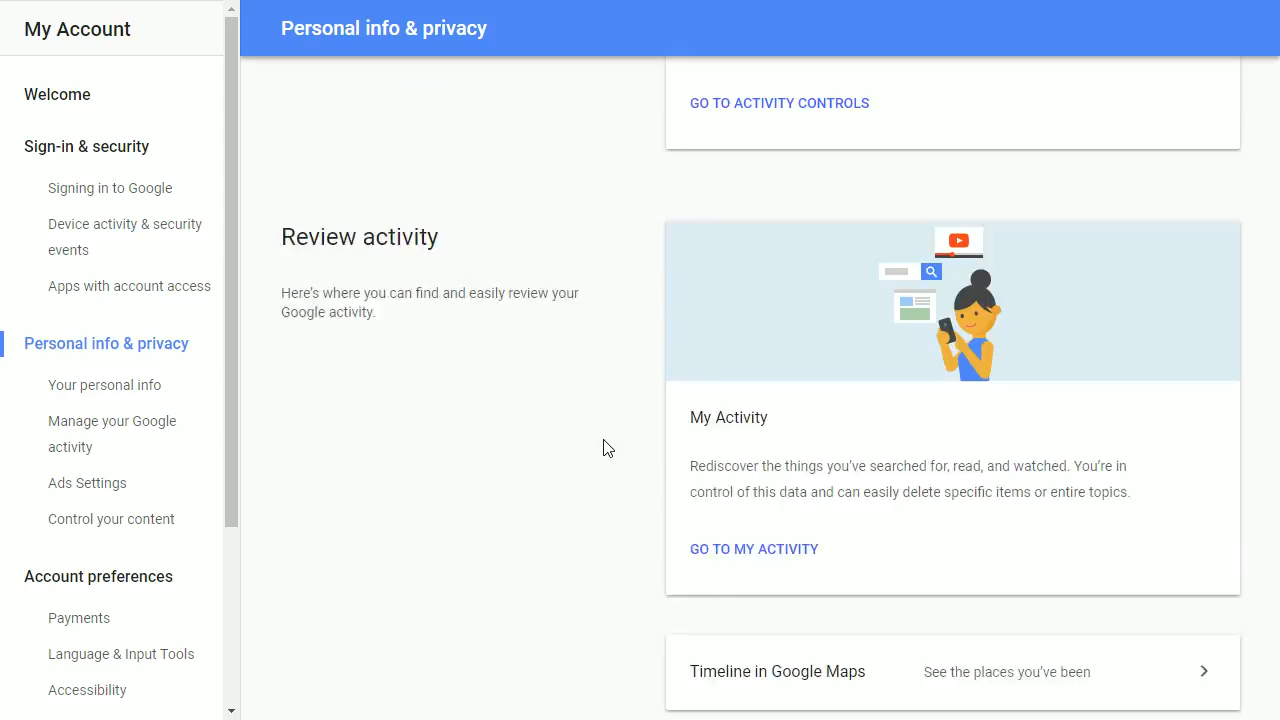 My Account
Welcome
Sign-in & security
Signing in to Google
Device activity & security
events
Apps with account access
Personal info & privacy
Your personal info
Manage your Google
activity
Ads Settings
Control your content
Account preferences
Payments
Language & Input Tools
Accessibility
Personal info & privacy
GO TO ACTIVITY CONTROLS
Review activity
Here's where you can find and easily review your
Google activity.
My Activity
Rediscover the things you've searched for, read, and watched. You're in
control of this data and can easily delete specific items or entire topics.
GO TO MY ACTIVITY
Timeline in Google Maps
See the places you've been